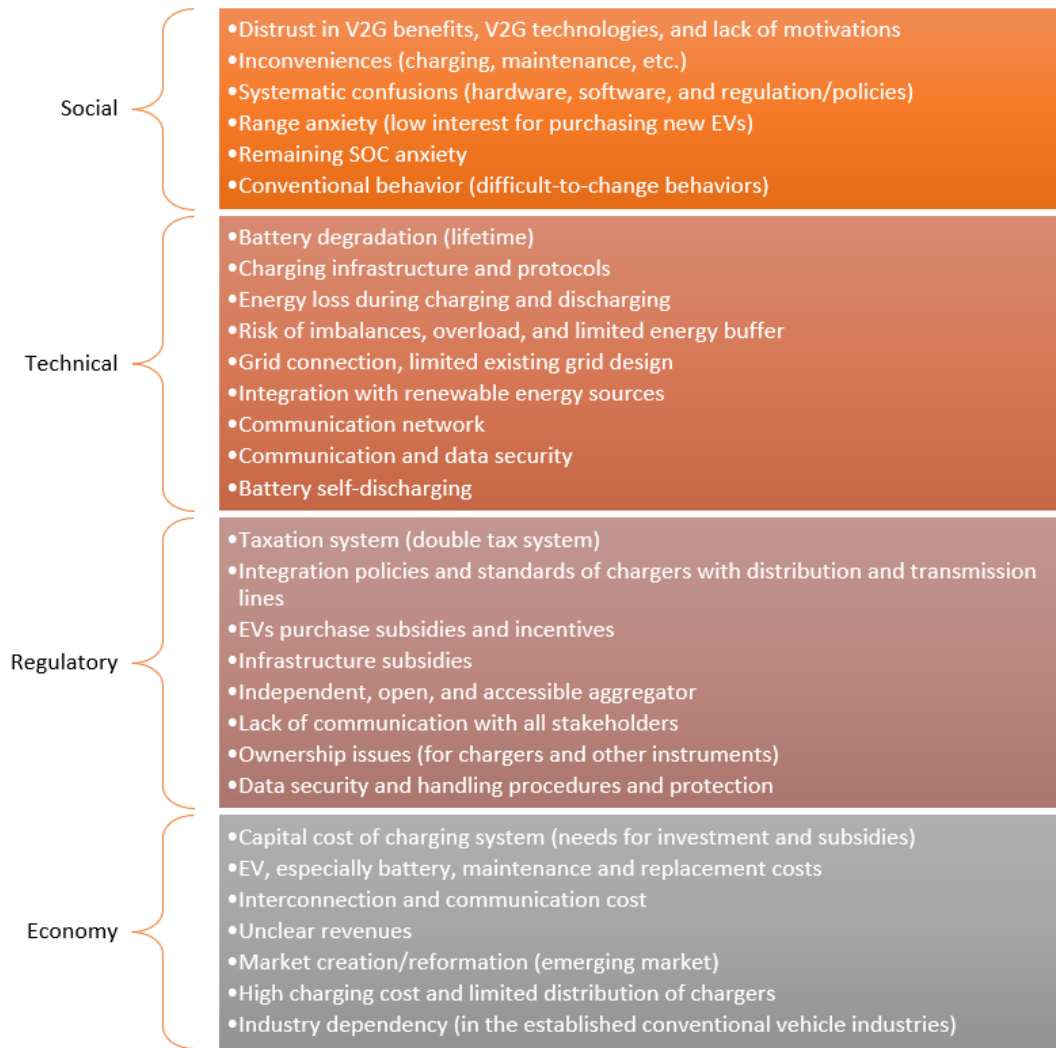 Social
•Distrust in V2G benefits, V2G technologies, and lack of motivations
•Inconveniences (charging, maintenance, etc.)
•Systematic confusions (hardware, software, and regulation/policies)
•Range anxiety (low interest for purchasing new EVs)
•Remaining SOC anxiety
•Conventional behavior (difficult-to-change behaviors)
Technical
•Battery degradation (lifetime)
•Charging infrastructure and protocols
•Energy loss during charging and discharging
•Risk of imbalances, overload, and limited energy buffer
•Grid connection, limited existing grid design
•Integration with renewable energy sources
•Communication network
•Communication and data security
•Battery self-discharging
Regulatory
•Taxation system (double tax system)
•Integration policies and standards of chargers with distribution and transmission
lines
•EVs purchase subsidies and incentives
•Infrastructure subsidies
•Independent, open, and accessible aggregator
•Lack of communication with all stakeholders
•Ownership issues (for chargers and other instruments)
•Data security and handling procedures and protection
Economy
•Capital cost of charging system (needs for investment and subsidies)
•EV, especially battery, maintenance and replacement costs
•Interconnection and communication cost
•Unclear revenues
•Market creation/reformation (emerging market)
•High charging cost and limited distribution of chargers
•Industry dependency (in the established conventional vehicle industries)